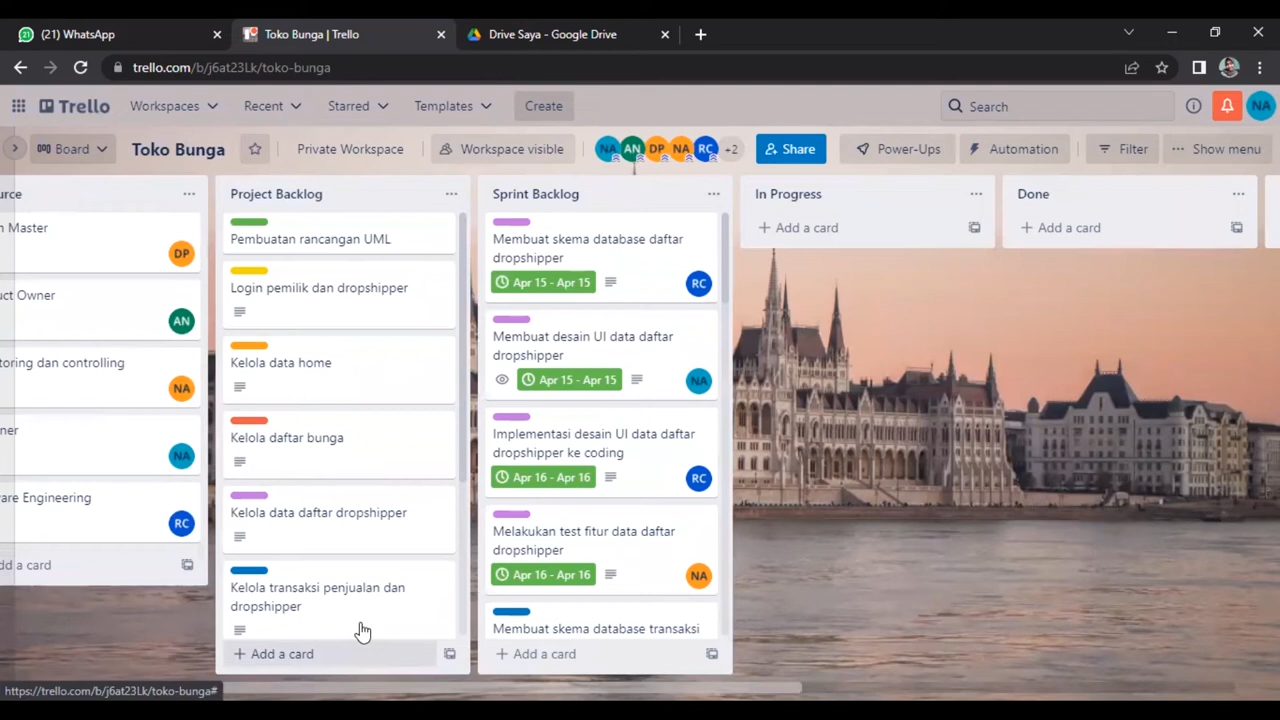 (21) WhatsApp
Toko Bunga | Trello
Drive Saya - Google Drive
trello.com/b/j6at23Lk/toko-bunga
Trello
Workspaces
Recent
Starred
Templates
Create
Search
NA
Board
Toko Bunga
Private Workspace
Workspace visible
NA
AN
DP
NA
RC
+2
Share
Power-Ups
Automation
Filter
Show menu
urce
n Master
DP
uct Owner
AN
toring dan controlling
NA
ner
NA
vare Engineering
RC
dd a card
Project Backlog
Pembuatan rancangan UML
Login pemilik dan dropshipper
Kelola data home
Kelola daftar bunga
Kelola data daftar dropshipper
Kelola transaksi penjualan dan
dropshipper
+ Add a card
Sprint Backlog
Membuat skema database daftar
dropshipper
Apr 15 - Apr 15
RC
Membuat desain UI data daftar
dropshipper
Apr 15 - Apr 15
NA
Implementasi desain UI data daftar
dropshipper ke coding
Apr 16 - Apr 16
RC
Melakukan test fitur data daftar
dropshipper
Apr 16 - Apr 16
NA
Membuat skema database transaksi
+ Add a card
In Progress
+ Add a card
Done
+ Add a card
https://trello.com/b/j6at23Lk/toko-bunga#